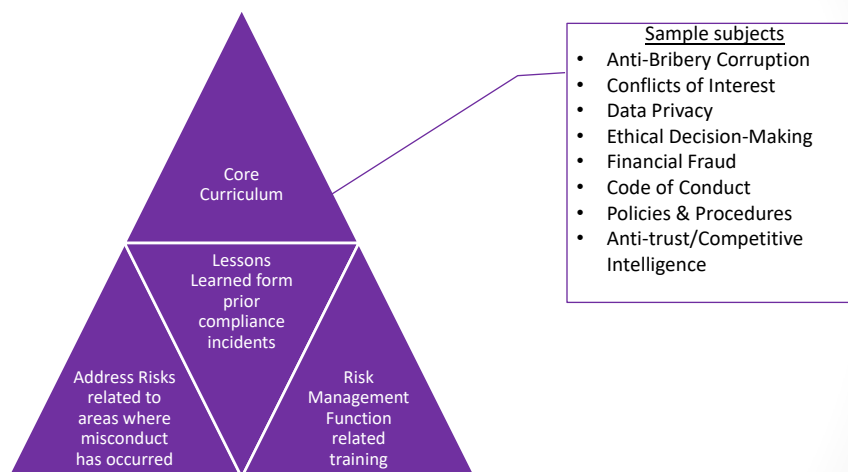 Core
Curriculum
Lessons
Learned form
prior
compliance
incidents
Address Risks
related to
areas where
misconduct
has occurred
Risk
Management
Function
related
training
Sample subjects
• Anti-Bribery Corruption
• Conflicts of Interest
• Data Privacy
• Ethical Decision-Making
• Financial Fraud
• Code of Conduct
• Policies & Procedures
• Anti-trust/Competitive
Intelligence